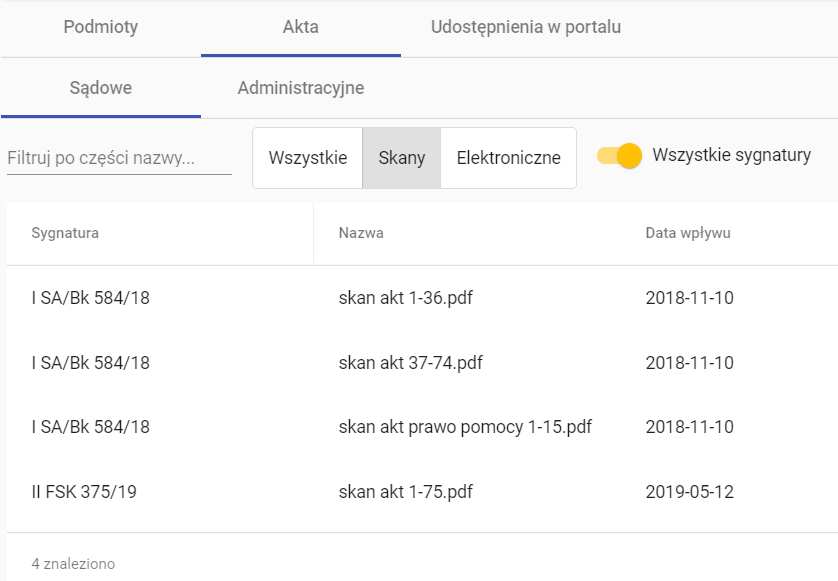 Podmioty Akta Udostępnienia w portalu
Sądowe Administracyjne
Filtruj po części nazwy... Wszystkie Skany Elektroniczne Wszystkie sygnatury
Sygnatura Nazwa Data wpływu
I SA/Bk 584/18 skan akt 1-36.pdf 2018-11-10
I SA/Bk 584/18 skan akt 37-74.pdf 2018-11-10
I SA/Bk 584/18 skan akt prawo pomocy 1-15.pdf 2018-11-10
II FSK 375/19 skan akt 1-75.pdf 2019-05-12
4 znaleziono